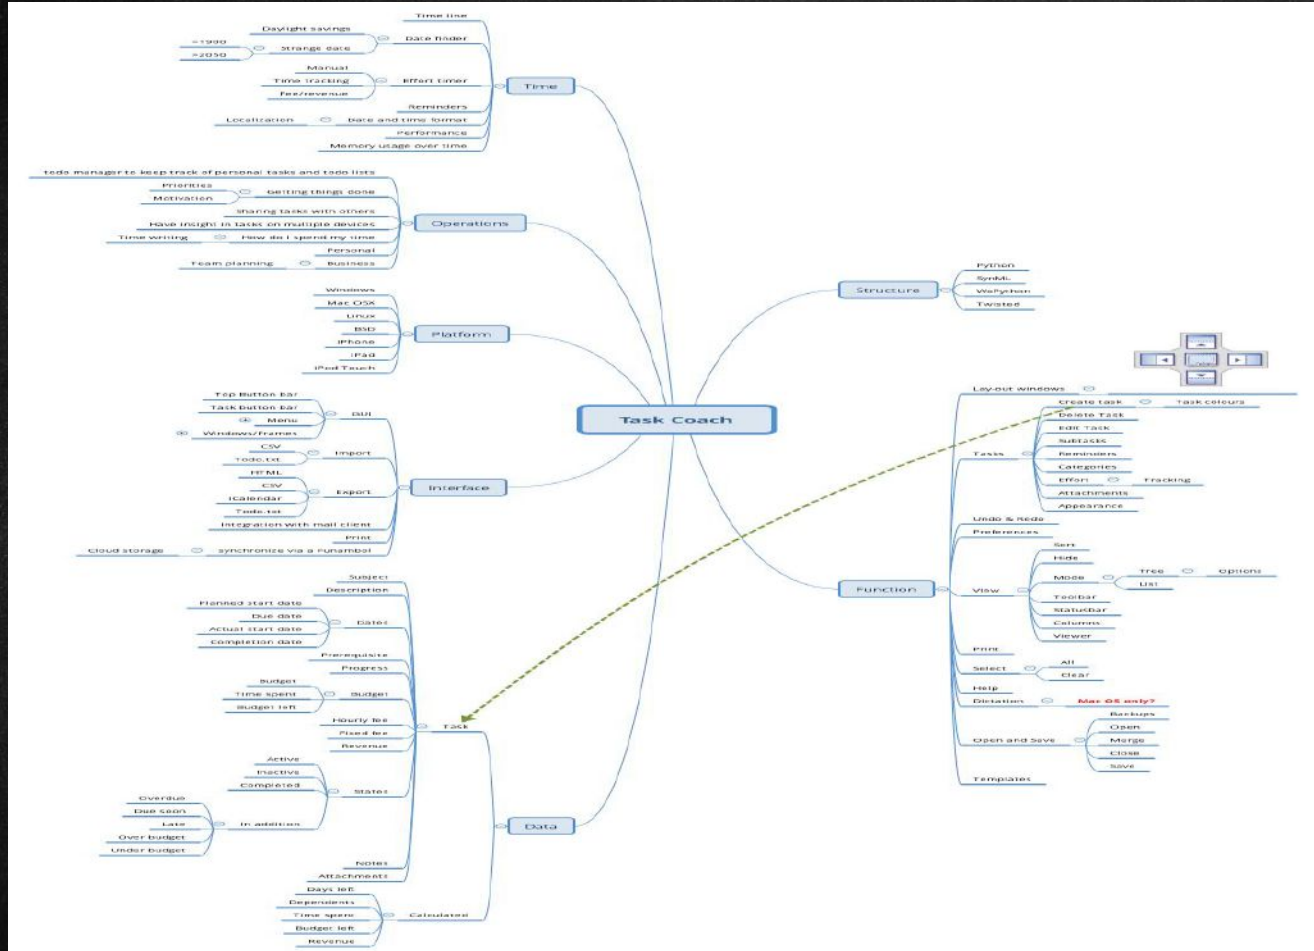 Task Coach
Time
Time line
Date finder
Daylight savings
Strange date
<1900
>2050
Effort timer
Manual
Time tracking
Fee/revenue
Reminders
Date and time format
Localization
Performance
Memory usage over time
Operations
todo manager to keep track of personal tasks and todo lists
Getting things done
Priorities
Motivation
Sharing tasks with others
Have insight in tasks on multiple devices
How do I spend my time
Time writing
Personal
Business
Team planning
Platform
Windows
Mac OSX
Linux
BSD
iPhone
iPad
iPod Touch
Interface
GUI
Top Button bar
Task button bar
Menu
Windows/frames
Import
CSV
Todo.txt
Export
HTML
CSV
iCalendar
Todo.txt
Integration with mail client
Print
synchronize via a Funambol
Cloud storage
Data
Task
Subject
Description
Dates
Planned start date
Due date
Actual start date
Completion date
Prerequisite
Progress
Budget
Budget
Time spent
Budget left
Hourly fee
Fixed fee
Revenue
States
Active
Inactive
Completed
In addition
Overdue
Due soon
Late
Over budget
Under budget
Notes
Attachments
Calculated
Days left
Dependents
Time spent
Budget left
Revenue
Structure
Python
SynML
WxPython
Twisted
Function
Lay-out windows
Tasks
Create task
Task colours
Delete Task
Edit Task
Subtasks
Reminders
Categories
Effort
Tracking
Attachments
Appearance
Undo & Redo
Preferences
View
Sort
Hide
Mode
Tree
Options
List
Toolbar
Statusbar
Columns
Viewer
Print
Select
All
Clear
Help
Dictation
Mac OS only?
Open and Save
Backups
Open
Merge
Close
Save
Templates